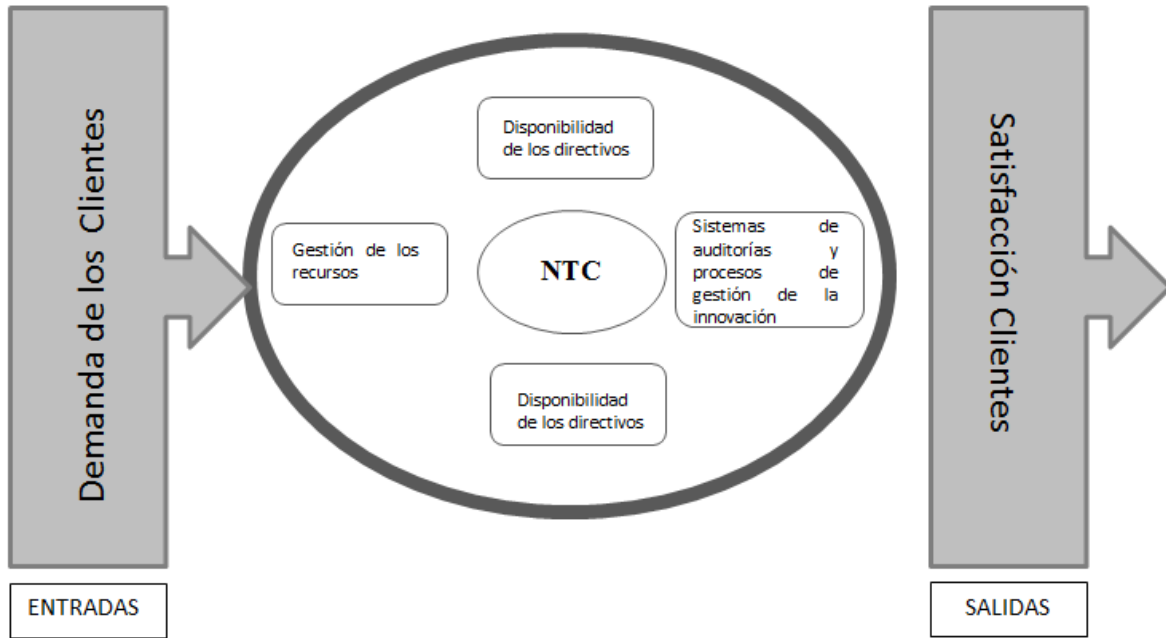 Demanda de los Clientes
Disponibilidad
de los directivos
Gestión de los
recursos
NTC
Sistemas de
auditorías y
procesos de
gestión de la
innovación
Disponibilidad
de los directivos
Satisfacción Clientes
ENTRADAS
SALIDAS